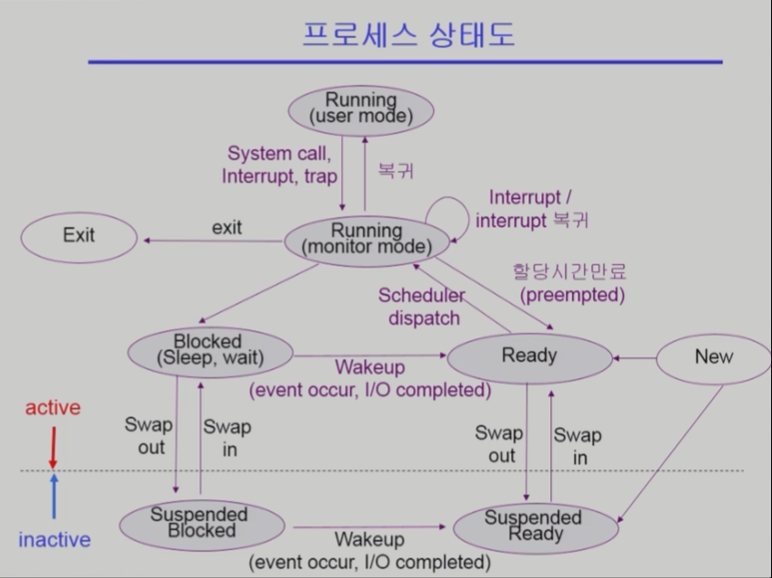 프로세스 상태도
Running
(user mode)
System call,
Interrupt, trap
복귀
Interrupt /
interrupt 복귀
Exit
exit
Running
(monitor mode)
할당시간만료
(preempted)
Scheduler
dispatch
Blocked
(Sleep, wait)
Wakeup
(event occur, I/O completed)
Ready
New
active
Swap
out
Swap
in
Swap
out
Swap
in
inactive
Suspended
Blocked
Wakeup
(event occur, I/O completed)
Suspended
Ready